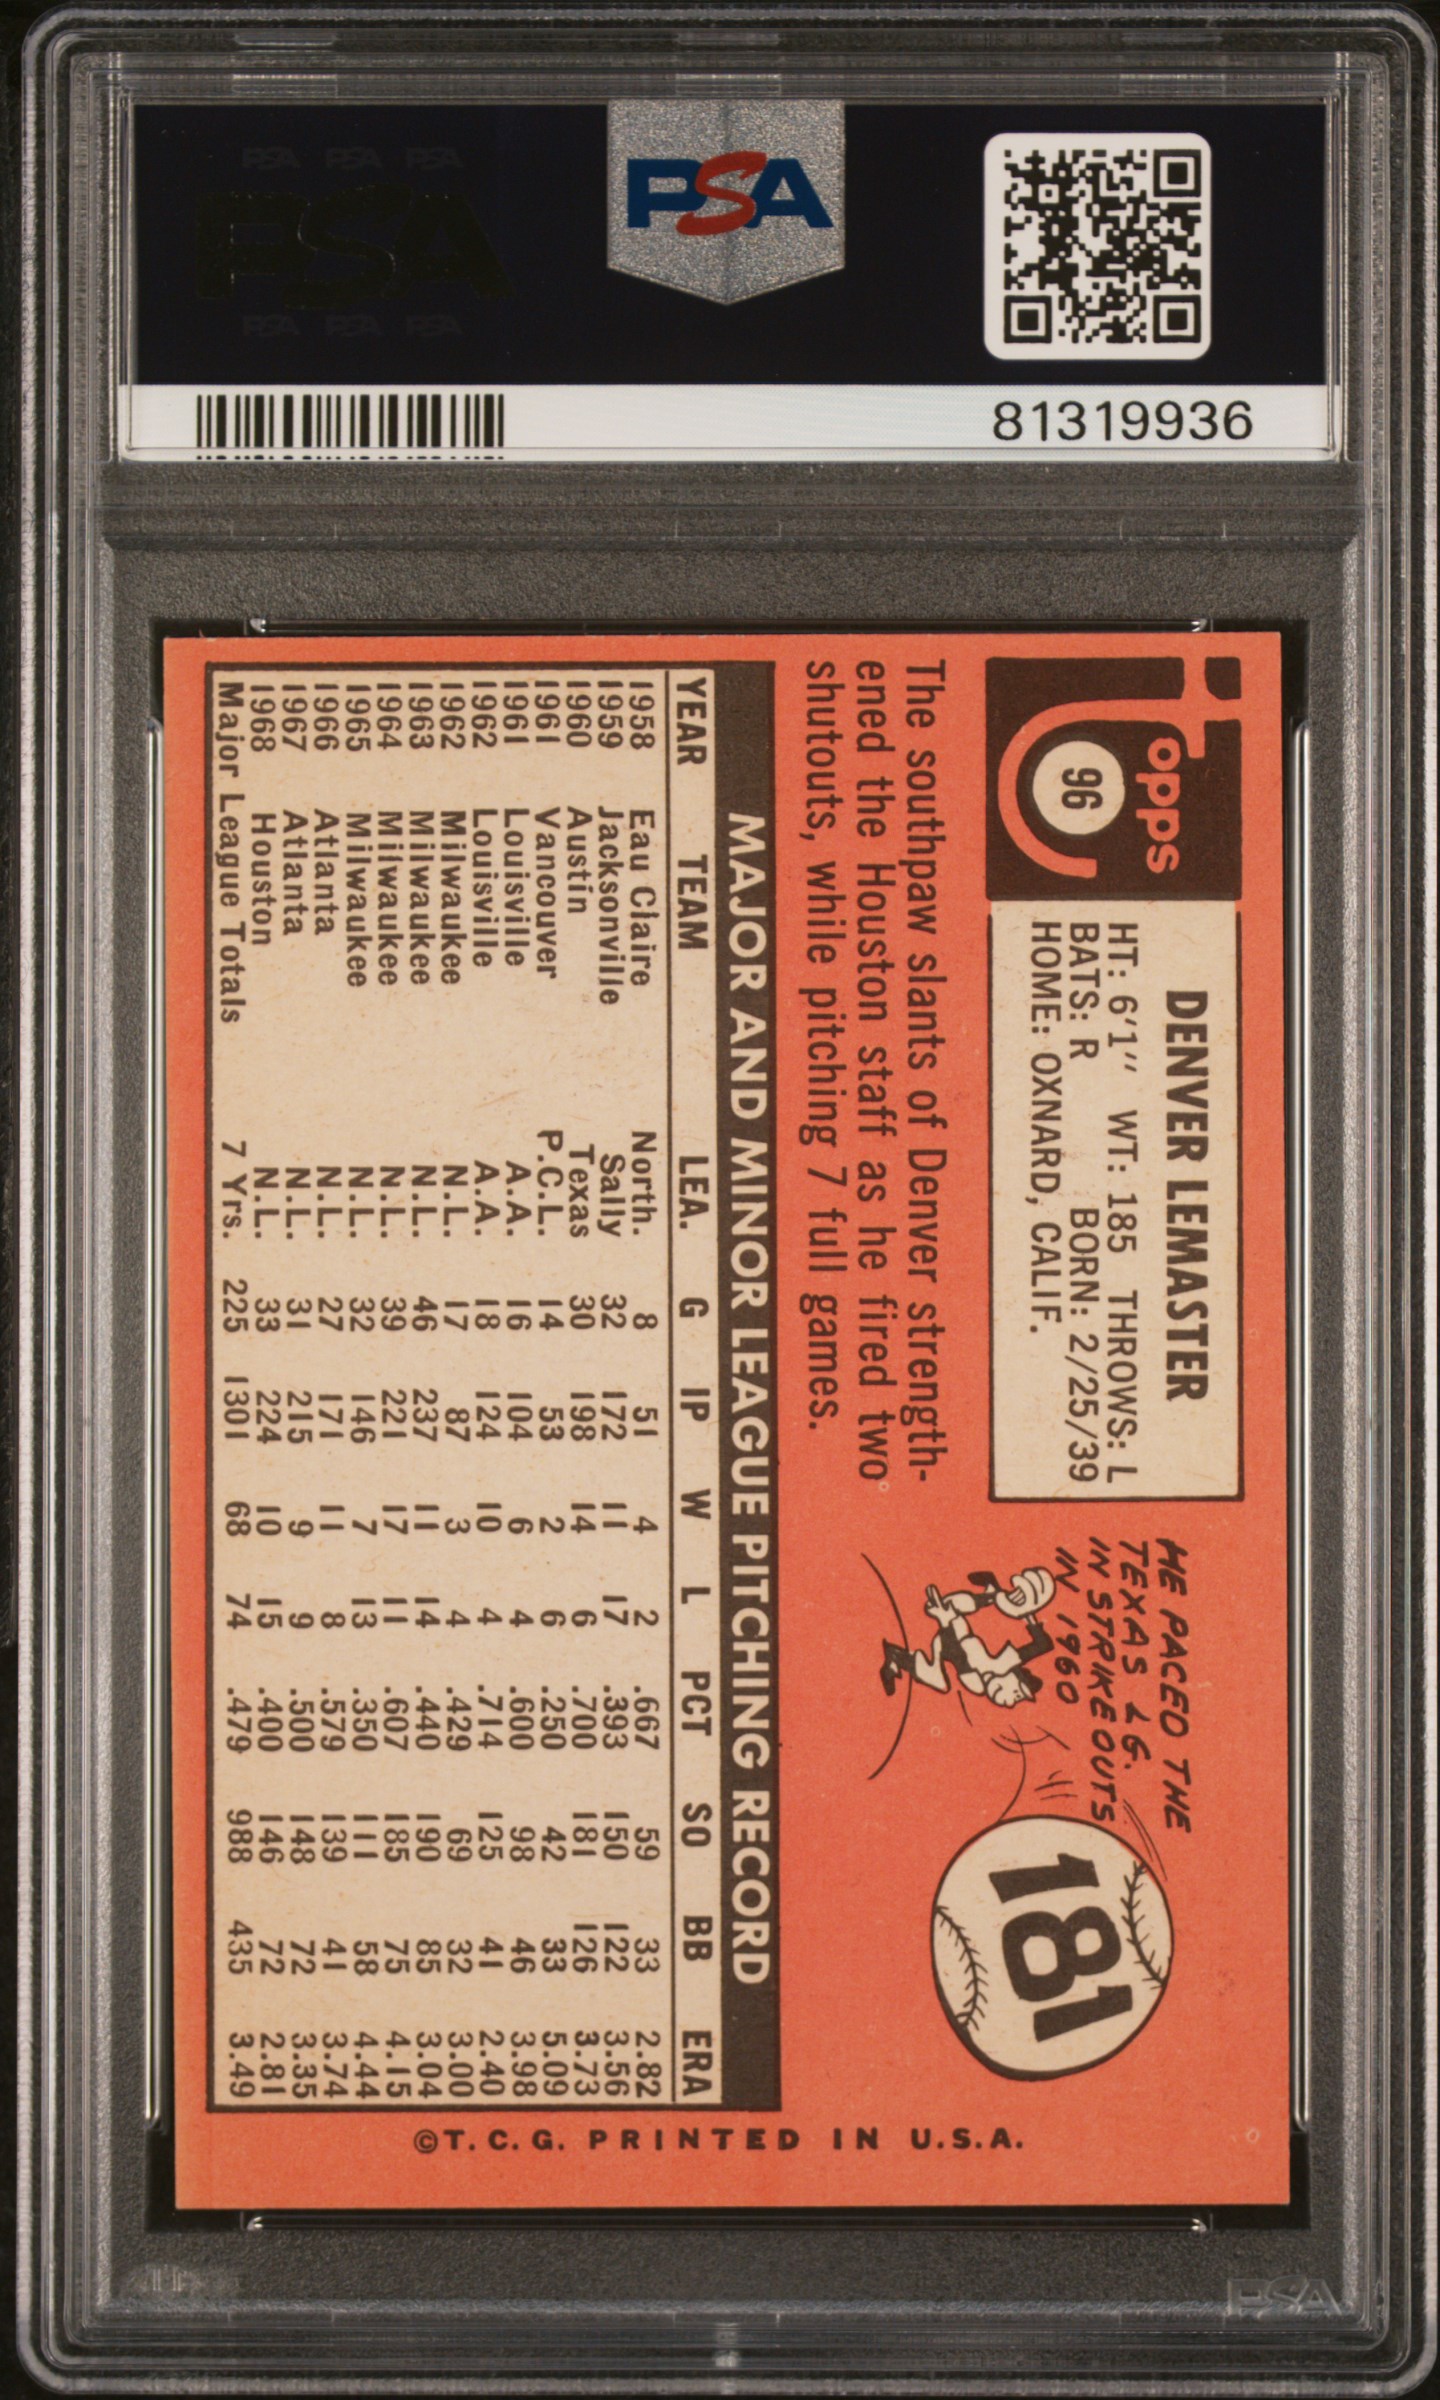 PSA PSA PSA
PSA
PSA PSA PSA
PSA
81319936
Topps
96
DENVER LEMASTER
HT: 6'1" WT: 185 THROWS: L
BATS: R BORN: 2/25/39
HOME: OXNARD, CALIF.
HE PACED THE
TEXAS LG.
IN STRIKEOUTS
IN 1960
181
The southpaw slants of Denver strength-
ened the Houston staff as he fired two
shutouts, while pitching 7 full games.
MAJOR AND MINOR LEAGUE PITCHING RECORD
YEAR TEAM LEA. G IP W L PCT SO BB ERA
1958 Eau Claire North. 8 51 4 2 .667 59 33 2.82
1959 Jacksonville Sally 32 172 11 17 .393 150 122 3.56
1960 Austin Texas 30 198 14 6 .700 181 126 3.73
1961 Vancouver P.C.L. 14 53 2 6 .250 42 33 5.09
1961 Louisville A.A. 16 104 6 4 .600 98 46 3.98
1962 Louisville A.A. 18 124 10 4 .714 125 41 2.40
1962 Milwaukee N.L. 17 87 3 4 .429 69 32 3.00
1963 Milwaukee N.L. 46 237 11 14 .440 190 85 3.04
1964 Milwaukee N.L. 39 221 17 11 .607 185 75 4.15
1965 Milwaukee N.L. 32 146 7 13 .350 111 58 4.44
1966 Atlanta N.L. 27 171 11 8 .579 139 41 3.74
1967 Atlanta N.L. 31 215 9 9 .500 148 72 3.35
1968 Houston N.L. 33 224 10 15 .400 146 72 2.81
Major League Totals 7 Yrs. 225 1301 68 74 .479 988 435 3.49
©T.C.G. PRINTED IN U.S.A.
PSA